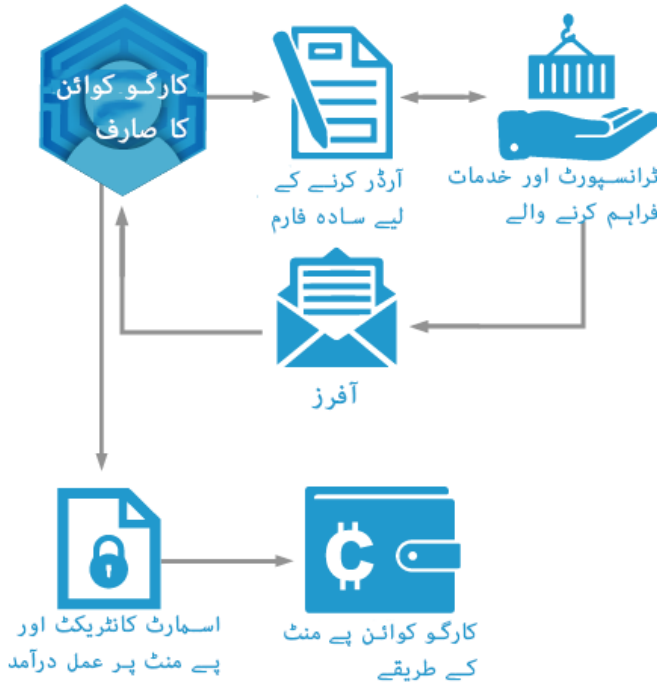 کارگو کوائن
کا صارف
آرڈر کرنے کے
لیے سادہ فارم
ٹرانسپورٹ اور خدمات
فراہم کرنے والے
آفرز
اسمارٹ کانٹریکٹ اور
پے منٹ پر عمل درآمد
کارگو کوائن پے منٹ
کے طریقے